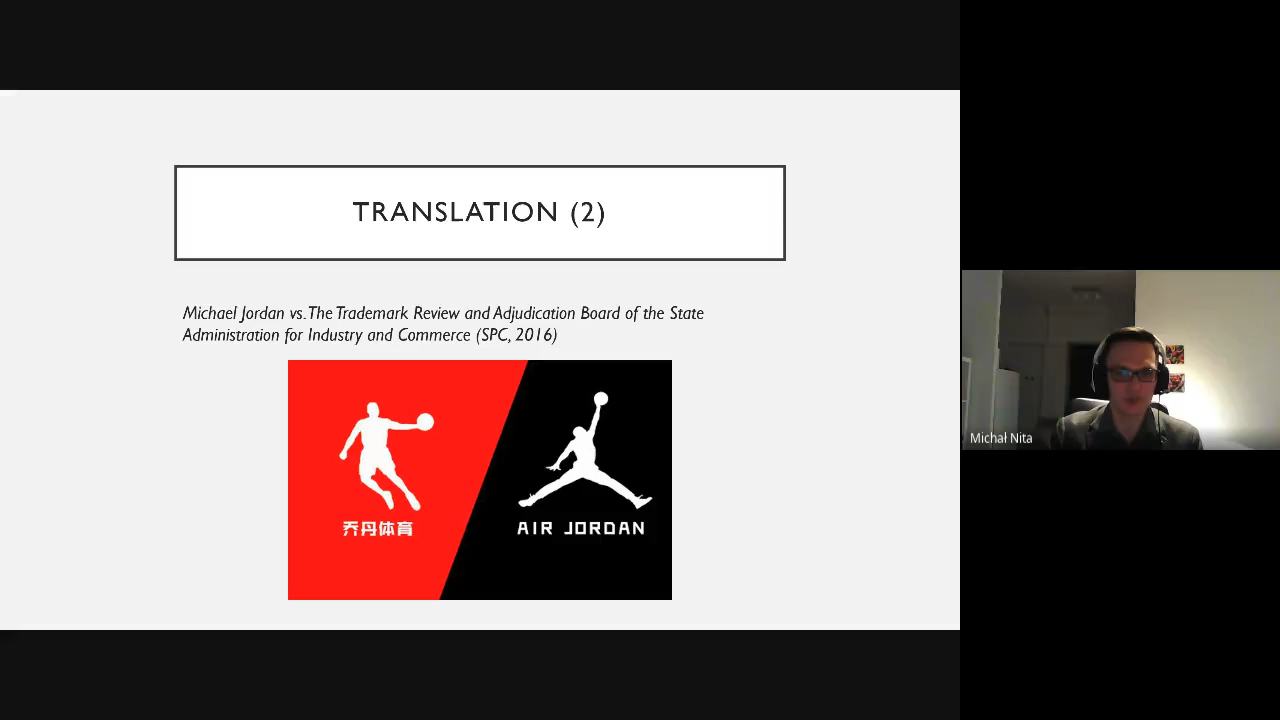 TRANSLATION (2)
Michael Jordan vs. The Trademark Review and Adjudication Board of the State
Administration for Industry and Commerce (SPC, 2016)
乔丹体育
AIR JORDAN
Michał Nita